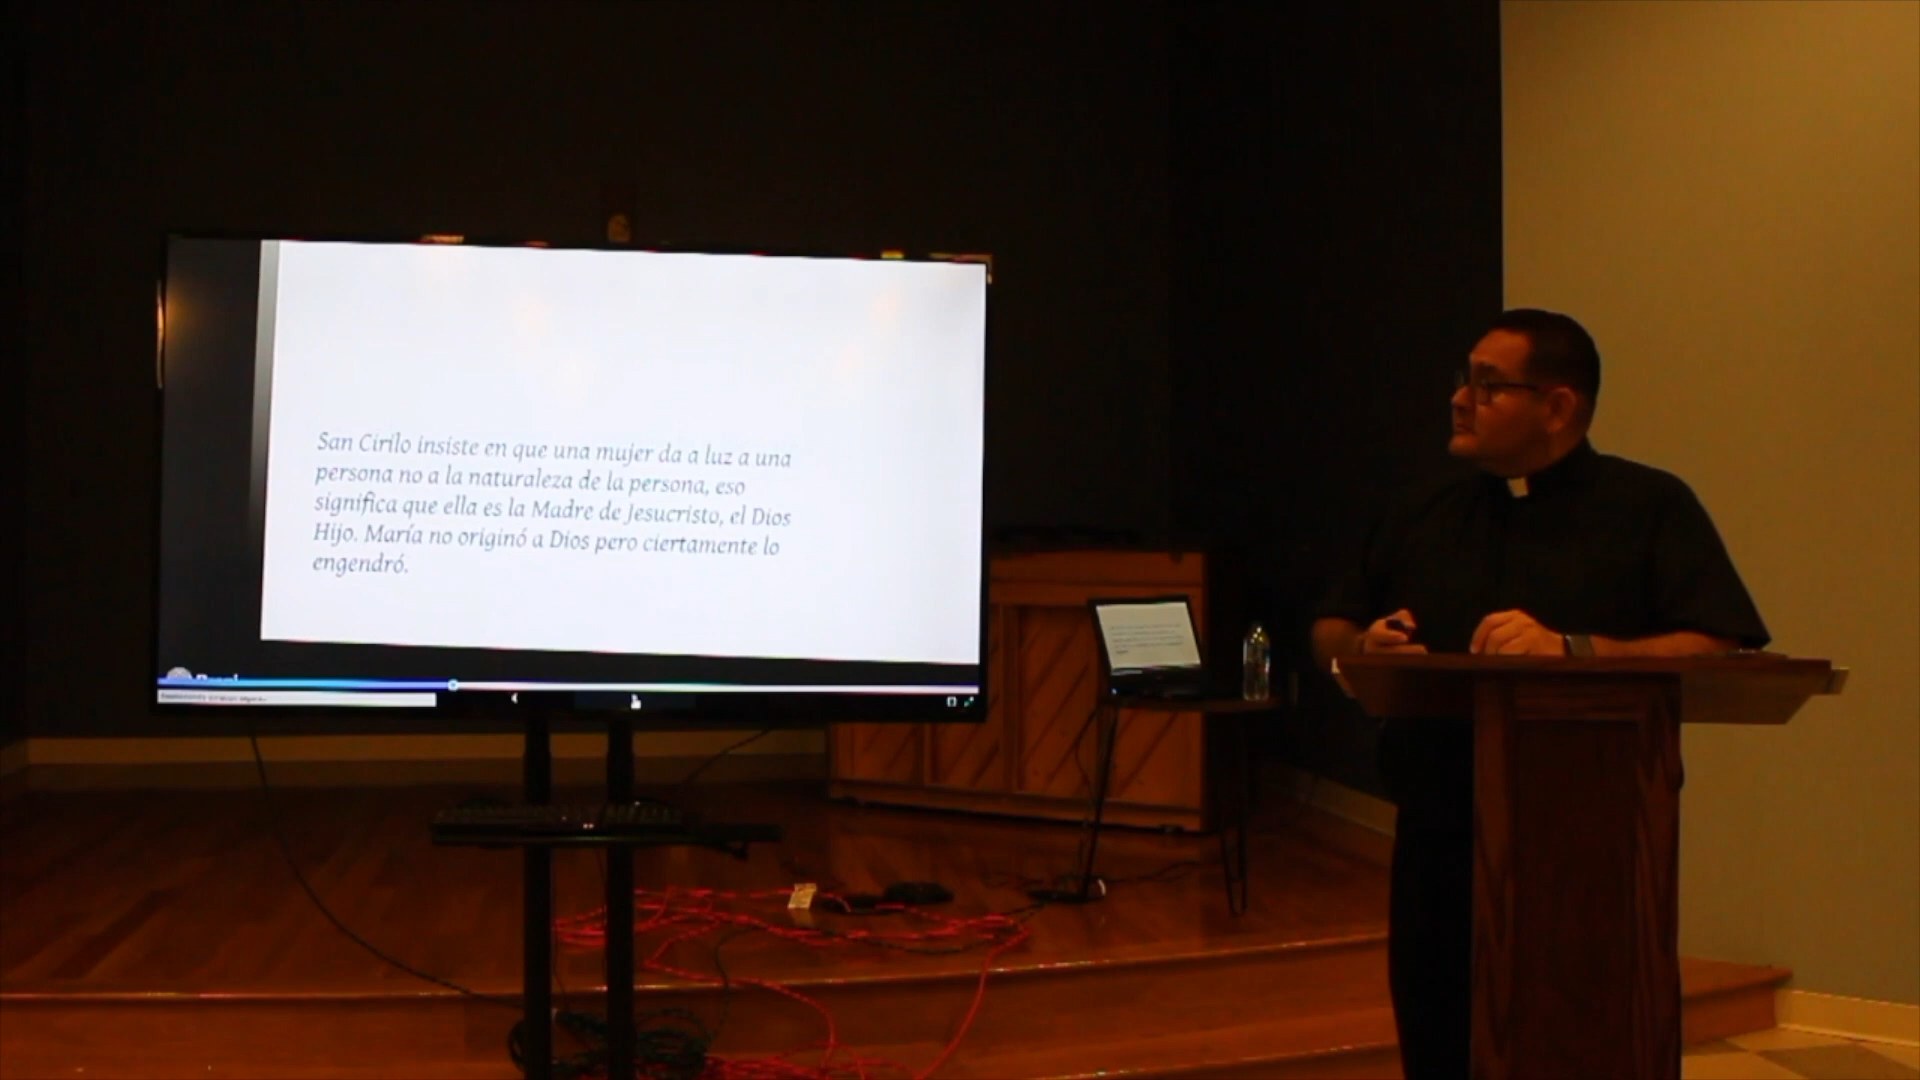 San Cirilo insiste en que una mujer da a luz a una
persona no a la naturaleza de la persona, eso
significa que ella es la Madre de Jesucristo, el Dios
Hijo. María no originó a Dios pero ciertamente lo
engendró.